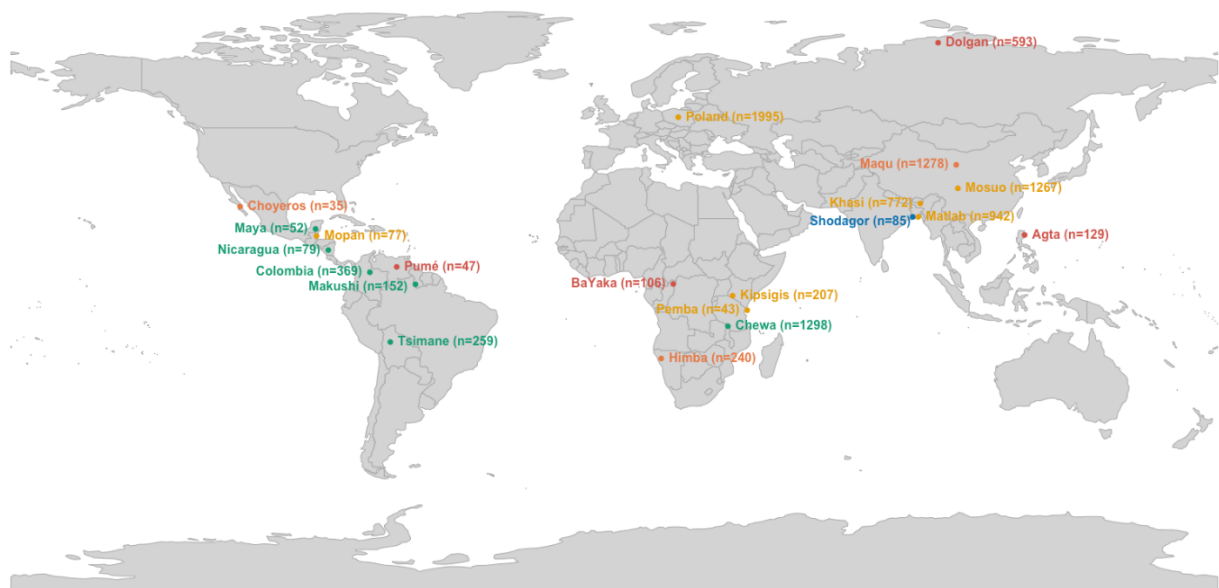 Dolgan (n=593)
Poland (n=1995)
Maqu (n=1278)
Mosuo (n=1267)
Khasi (n=772)
Choyeros (n=35)
Shodagor (n=85)
Matlab (n=942)
Maya (n=52)
Mopan (n=77)
Agta (n=129)
Nicaragua (n=79)
Pumé (n=47)
Colombia (n=369)
Makushi (n=152)
BaYaka (n=106)
Kipsigis (n=207)
Pemba (n=43)
Chewa (n=1298)
Tsimane (n=259)
Himba (n=240)